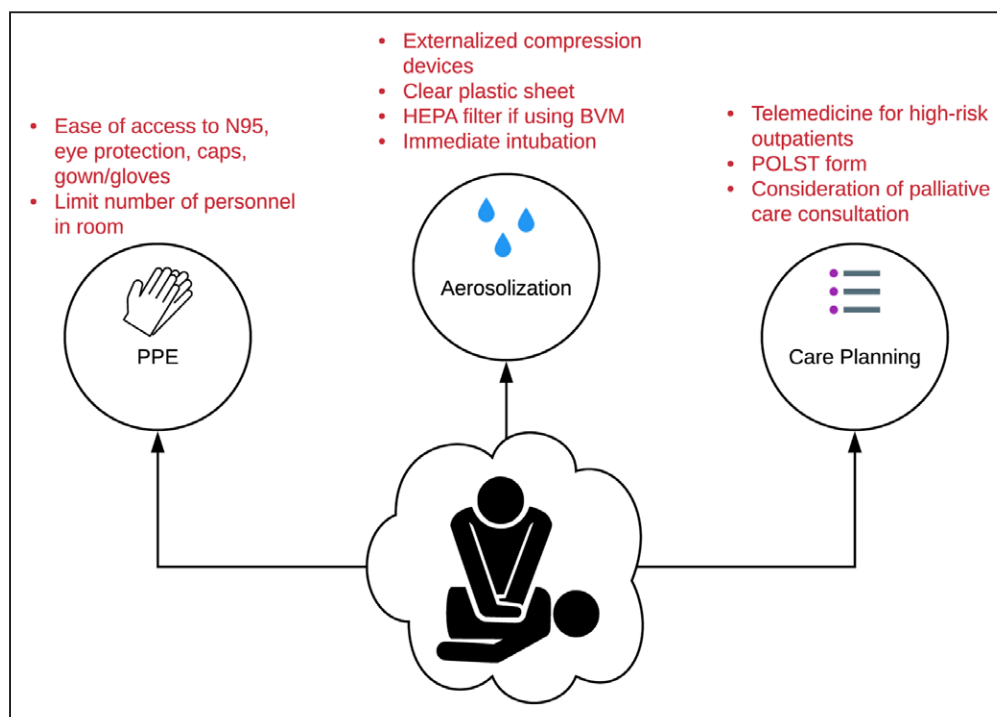 • Ease of access to N95,
eye protection, caps,
gown/gloves
• Limit number of personnel
in room
PPE
• Externalized compression
devices
• Clear plastic sheet
• HEPA filter if using BVM
• Immediate intubation
Aerosolization
• Telemedicine for high-risk
outpatients
• POLST form
• Consideration of palliative
care consultation
Care Planning